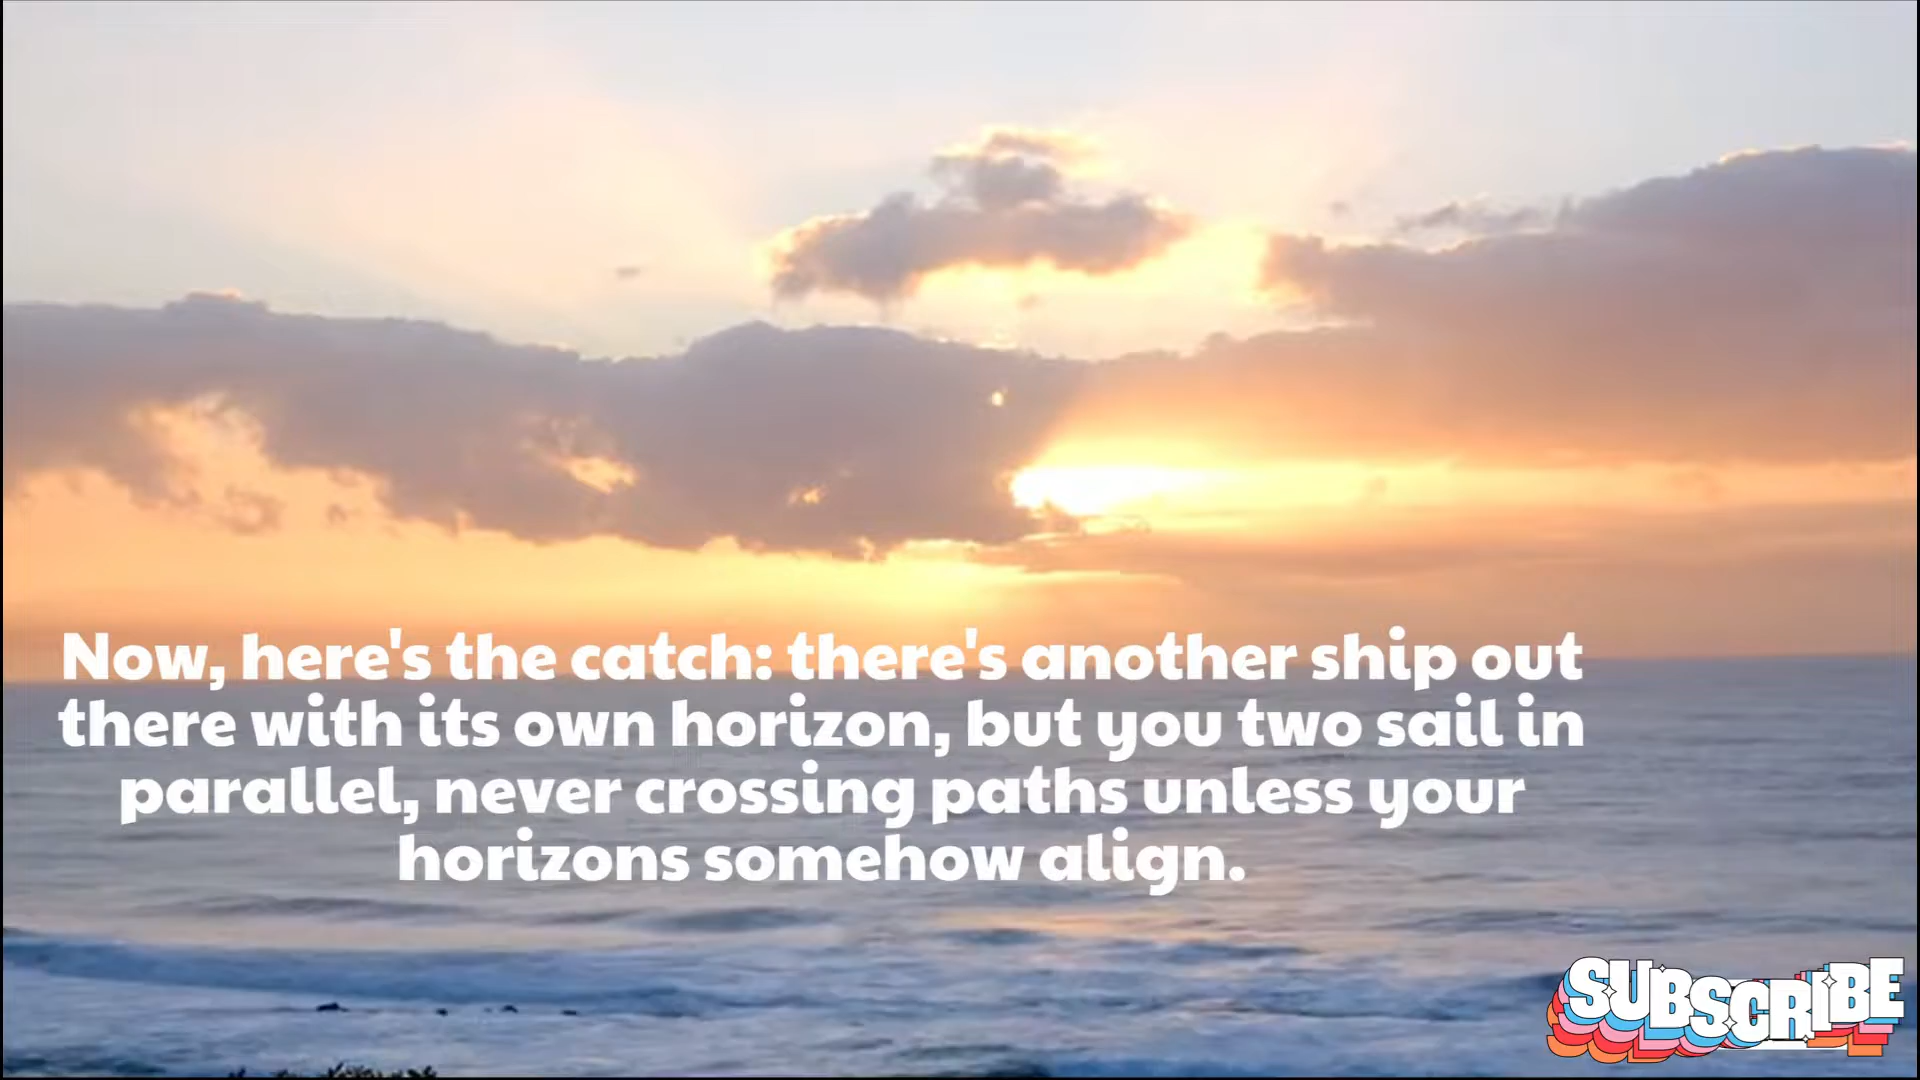 Now, here's the catch: there's another ship out
there with its own horizon, but you two sail in
parallel, never crossing paths unless your
horizons somehow align.
SUBSCRIBE